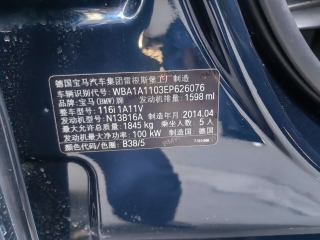 德国宝马汽车集团雷根斯堡工厂 制造
车辆识别代号: WBA1A1103EP626076
品牌: 宝马(BMW)牌 发动机排量: 1598 ml
整车型号: 116i 1A11V
发动机型号: N13B16A 制造年月: 2014.04
最大允许总质量: 1845 kg 乘坐人数: 5 人
发动机最大净功率: 100 kW 制造国: 德国
颜色代码/色系: B38/5